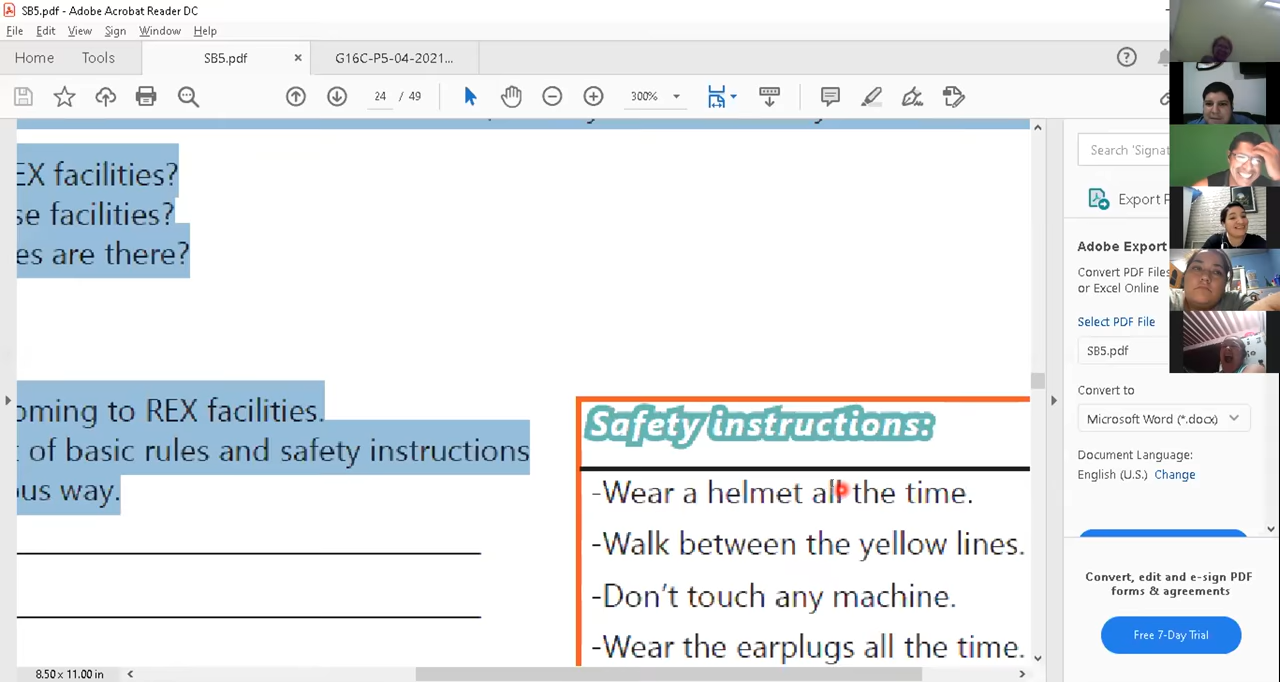 SB5.pdf - Adobe Acrobat Reader DC
File Edit View Sign Window Help
Home Tools SB5.pdf × G16C-P5-04-2021...
24 / 49 300%
EX facilities?
se facilities?
es are there?
oming to REX facilities.
of basic rules and safety instructions
ous way.
Safety instructions:
-Wear a helmet all the time.
-Walk between the yellow lines.
-Don't touch any machine.
-Wear the earplugs all the time.
8.50 x 11.00 in
Search 'Signat
Export P
Adobe Export
Convert PDF Files
or Excel Online
Select PDF File
SB5.pdf
Convert to
Microsoft Word (*.docx)
Document Language:
English (U.S.) Change
Convert, edit and e-sign PDF
forms & agreements
Free 7-Day Trial